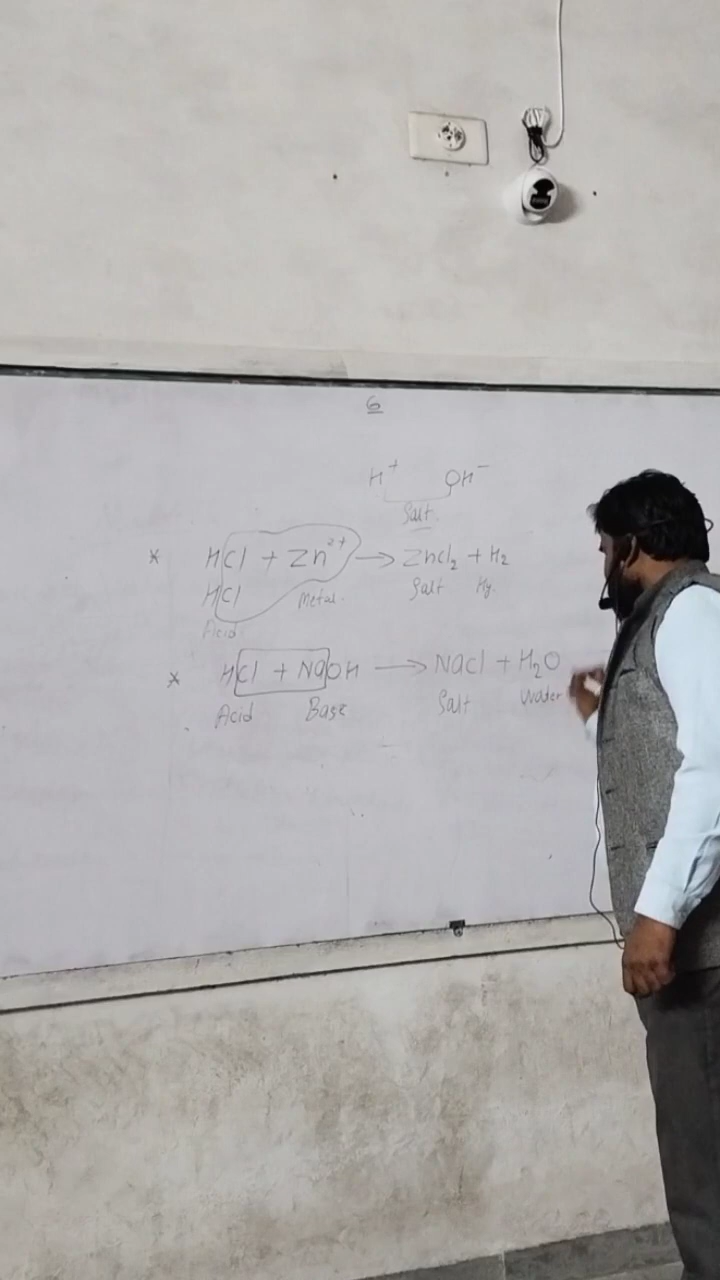 6
H⁺ OH⁻
Salt
* HCl + Zn²⁺ → ZnCl₂ + H₂
HCl Metal Salt Hy.
Acid
* HCl + NaOH → NaCl + H₂O
Acid Base Salt Water